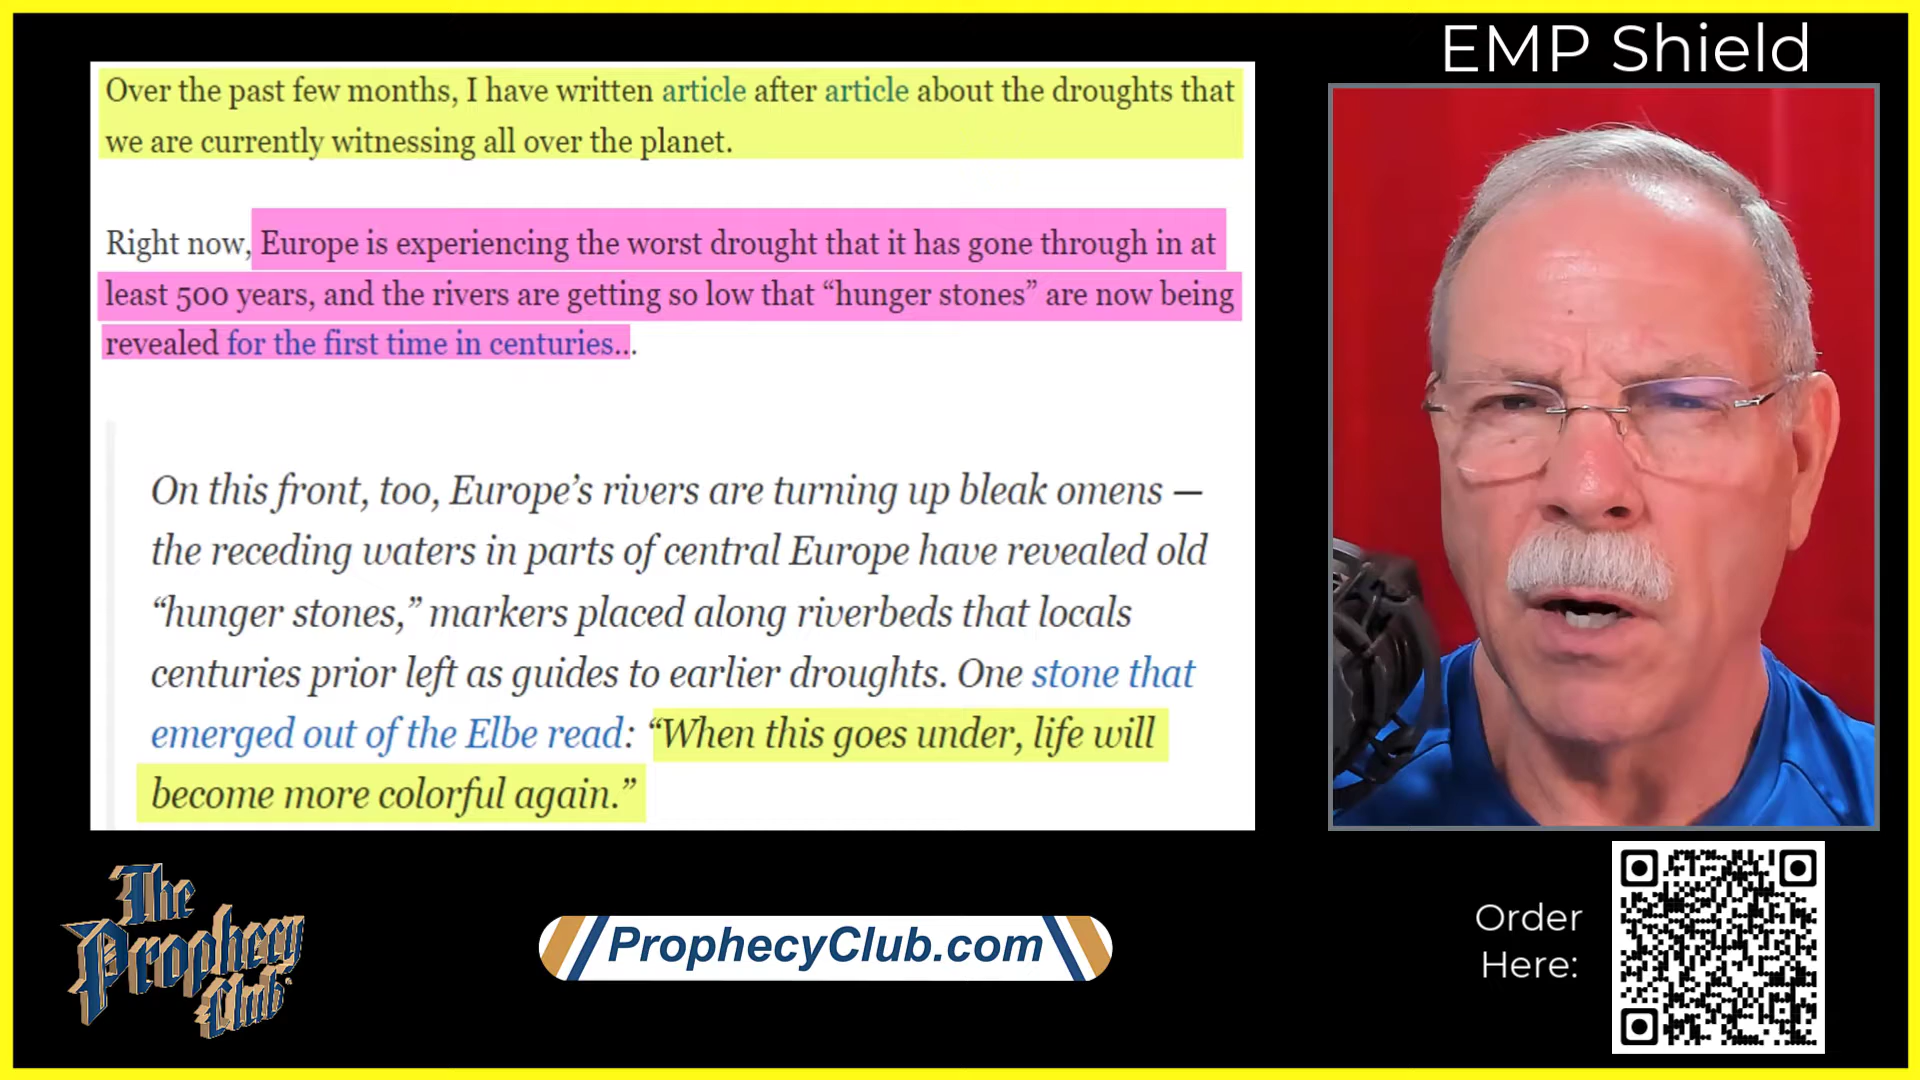 EMP Shield
Over the past few months, I have written article after article about the droughts that
we are currently witnessing all over the planet.
Right now, Europe is experiencing the worst drought that it has gone through in at
least 500 years, and the rivers are getting so low that “hunger stones” are now being
revealed for the first time in centuries…
On this front, too, Europe’s rivers are turning up bleak omens —
the receding waters in parts of central Europe have revealed old
“hunger stones,” markers placed along riverbeds that locals
centuries prior left as guides to earlier droughts. One stone that
emerged out of the Elbe read: “When this goes under, life will
become more colorful again.”
The
Prophecy
Club
ProphecyClub.com
Order
Here: